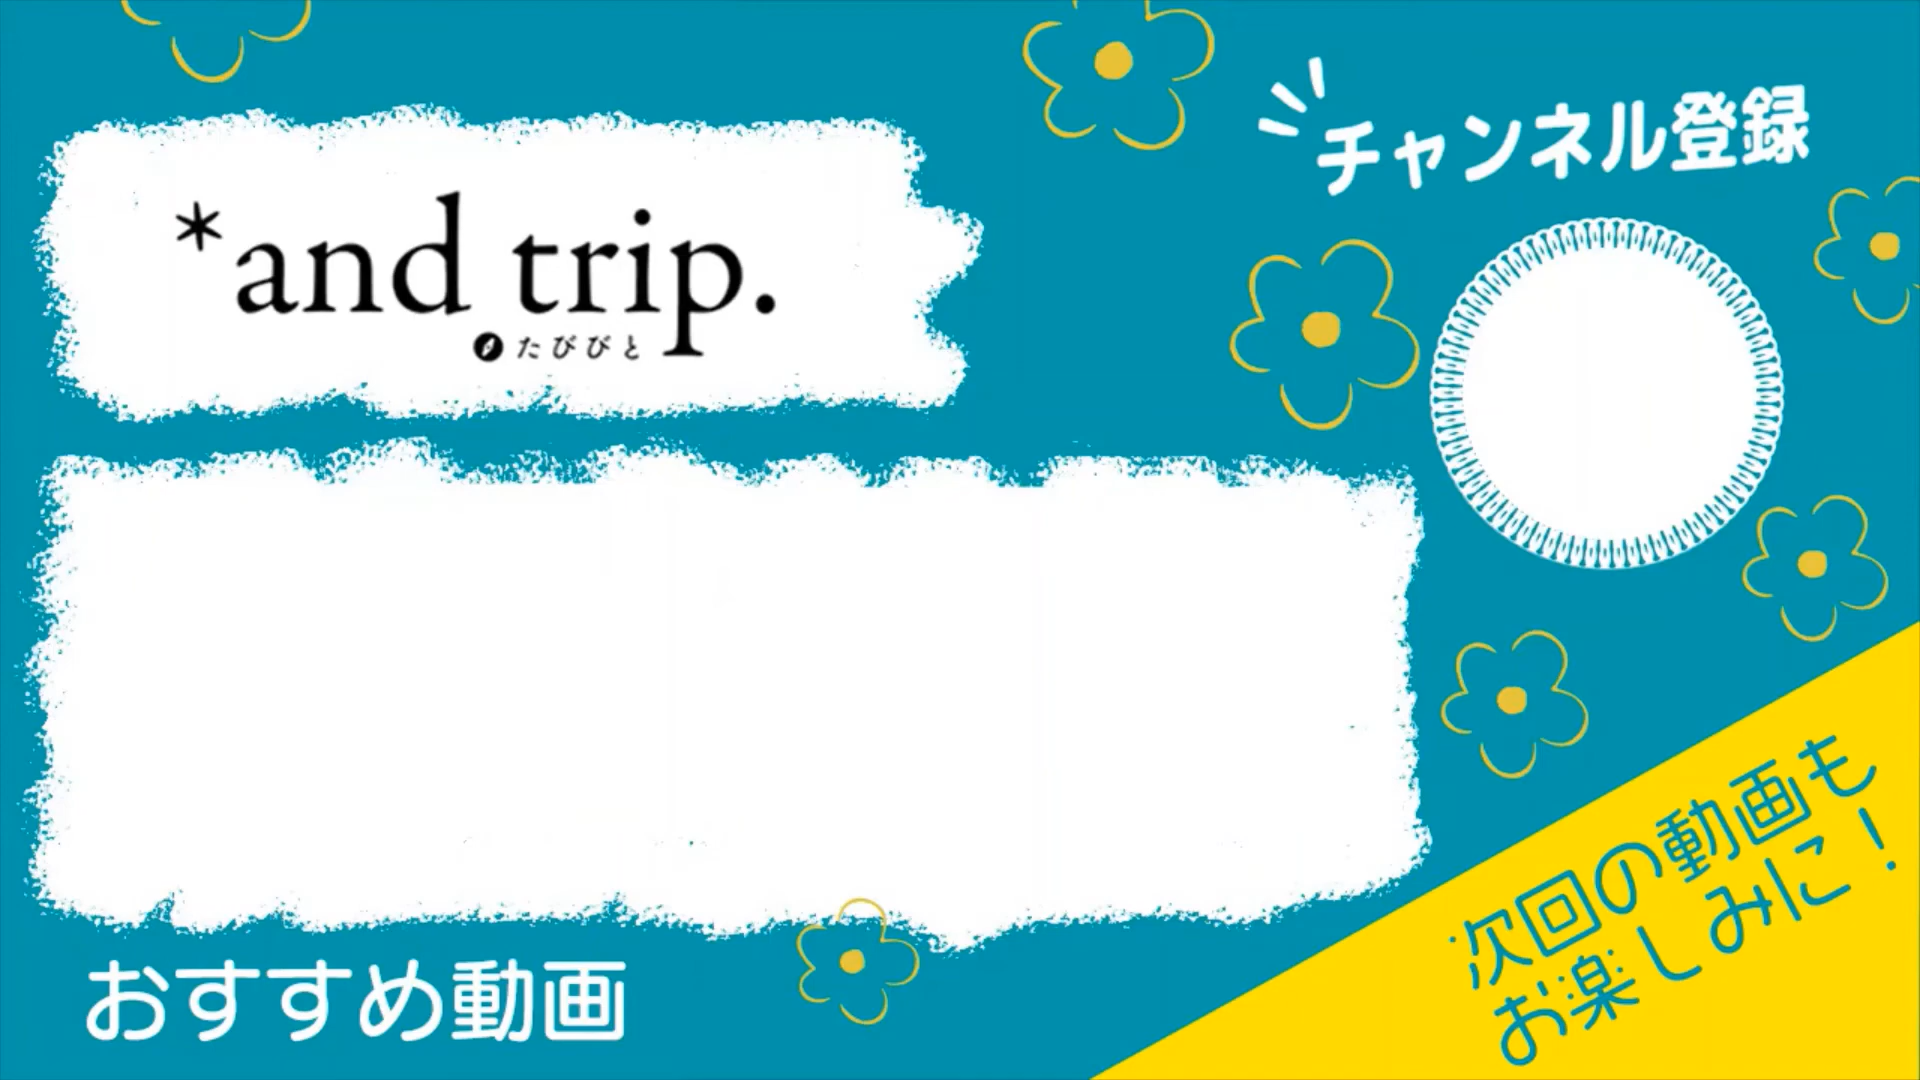 *and trip.
たびびと
チャンネル登録
次回の動画も
お楽しみに!
おすすめ動画